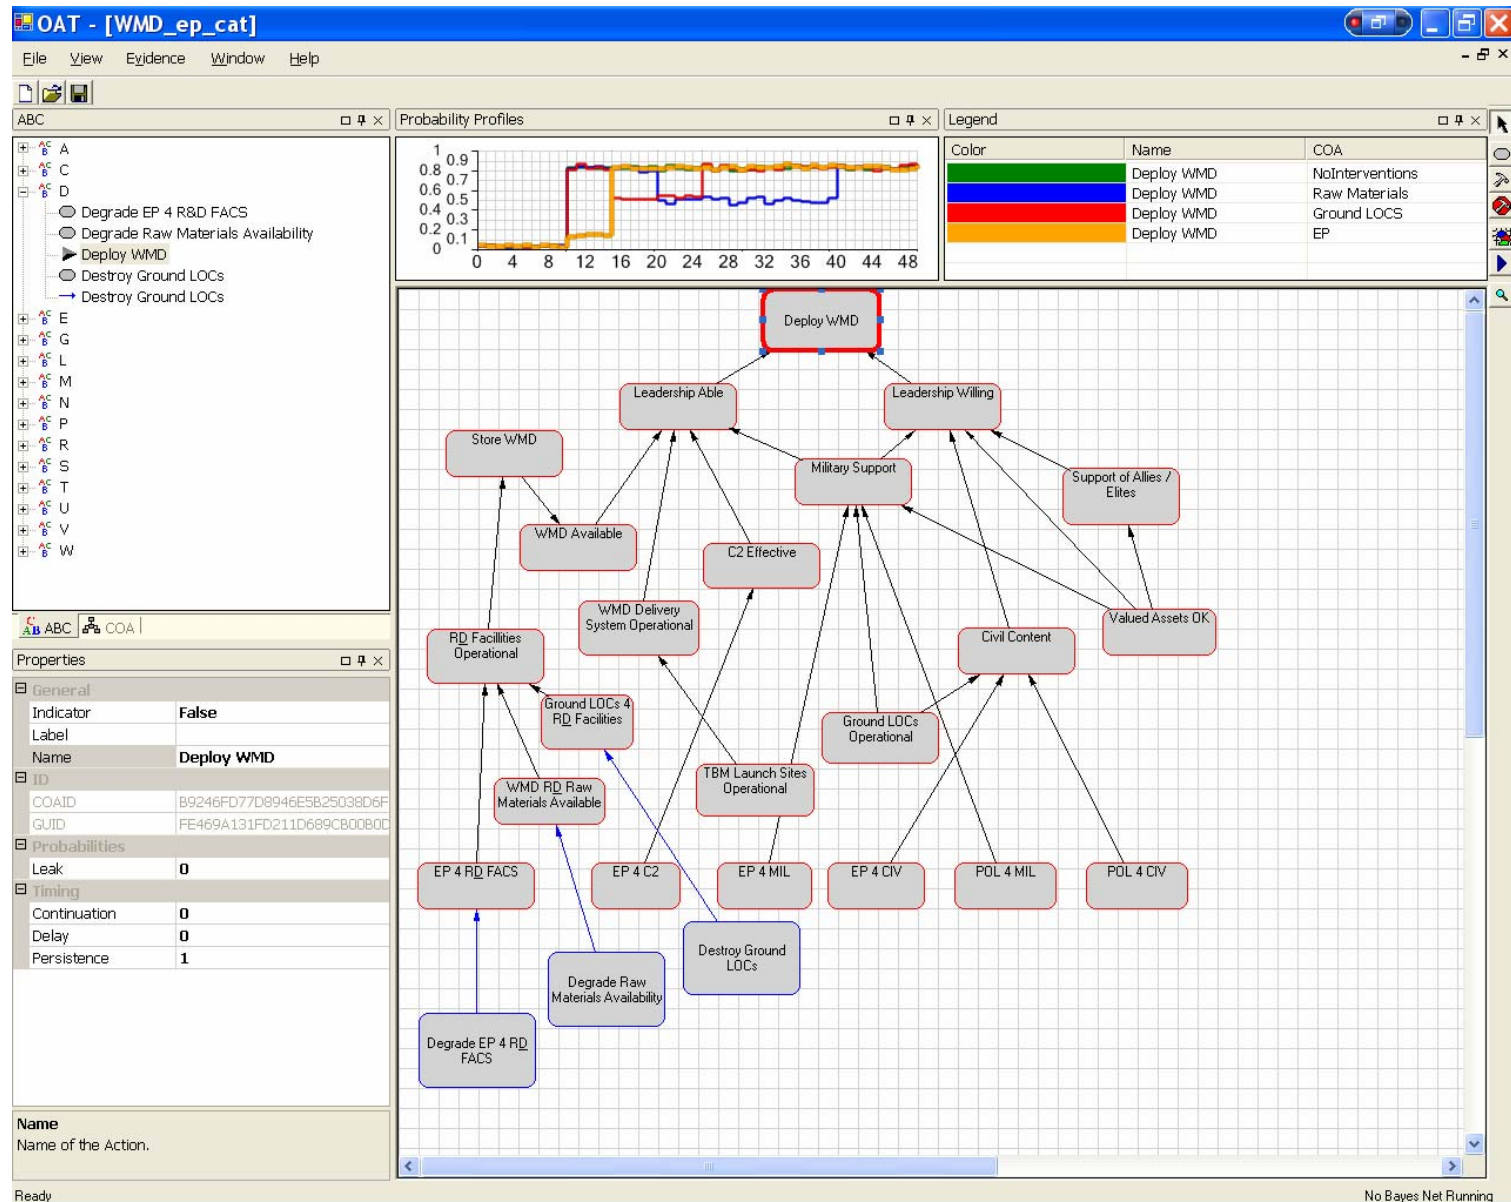 OAT - [WMD_ep_cat]
File View Evidence Window Help
ABC
A
C
D
Degrade EP 4 R&D FACS
Degrade Raw Materials Availability
Deploy WMD
Destroy Ground LOCs
Destroy Ground LOCs
E
G
L
M
N
P
R
S
T
U
V
W
ABC COA
Probability Profiles
1
0.9
0.8
0.6
0.5
0.4
0.3
0.2
0.1
0
0 4 8 12 16 20 24 28 32 36 40 44 48
Legend
Color Name COA
Deploy WMD NoInterventions
Deploy WMD Raw Materials
Deploy WMD Ground LOCS
Deploy WMD EP
Properties
General
Indicator False
Label
Name Deploy WMD
ID
COAID B9246FD77D8946E5B25038D6F
GUID FE469A131FD211D689CB00B0D
Probabilities
Leak 0
Timing
Continuation 0
Delay 0
Persistence 1
Name
Name of the Action.
Deploy WMD
Leadership Able
Leadership Willing
Store WMD
Military Support
Support of Allies /
Elites
WMD Available
C2 Effective
WMD Delivery
System Operational
Valued Assets OK
RD Facilities
Operational
Civil Content
Ground LOCs 4
RD Facilities
Ground LOCs
Operational
WMD RD Raw
Materials Available
TBM Launch Sites
Operational
EP 4 RD FACS
EP 4 C2
EP 4 MIL
EP 4 CIV
POL 4 MIL
POL 4 CIV
Destroy Ground
LOCs
Degrade Raw
Materials Availability
Degrade EP 4 RD
FACS
Ready
No Bayes Net Running